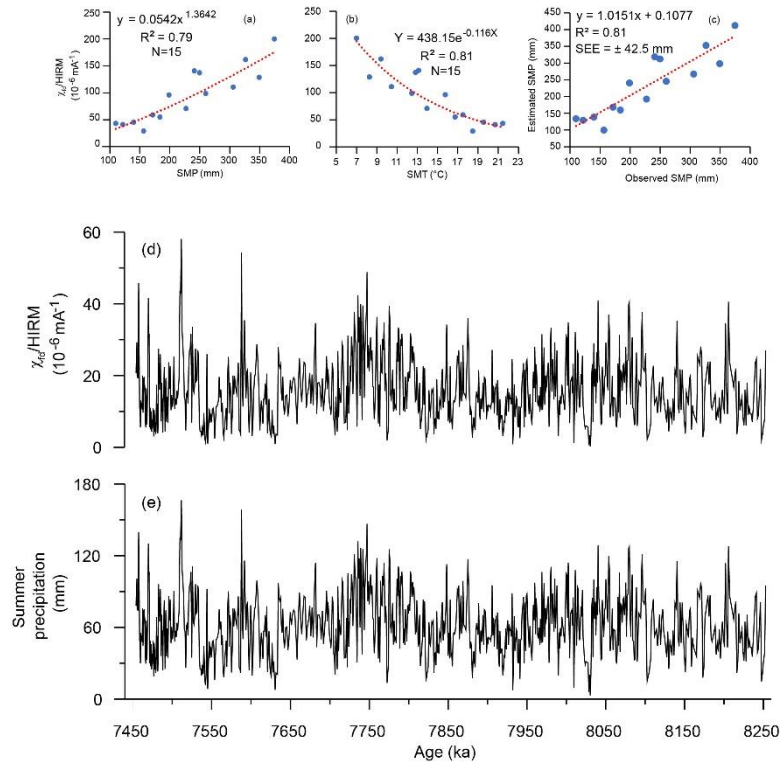 y = 0.0542x^1.3642
R² = 0.79
N=15
(a)
χfd/HIRM
(10⁻⁶ mA⁻¹)
250
200
150
100
50
0
100 150 200 250 300 350 400
SMP (mm)
(b)
Y = 438.15e^-0.116X
R² = 0.81
N=15
250
200
150
100
50
0
5 7 9 11 13 15 17 19 21 23
SMT (°C)
y = 1.0151x + 0.1077
(c)
R² = 0.81
SEE = ± 42.5 mm
Estimated SMP (mm)
450
400
350
300
250
200
150
100
50
100 150 200 250 300 350 400
Observed SMP (mm)
(d)
χfd/HIRM
(10⁻⁶ mA⁻¹)
60
40
20
0
(e)
Summer
precipitation
(mm)
180
120
60
0
7450 7550 7650 7750 7850 7950 8050 8150 8250
Age (ka)